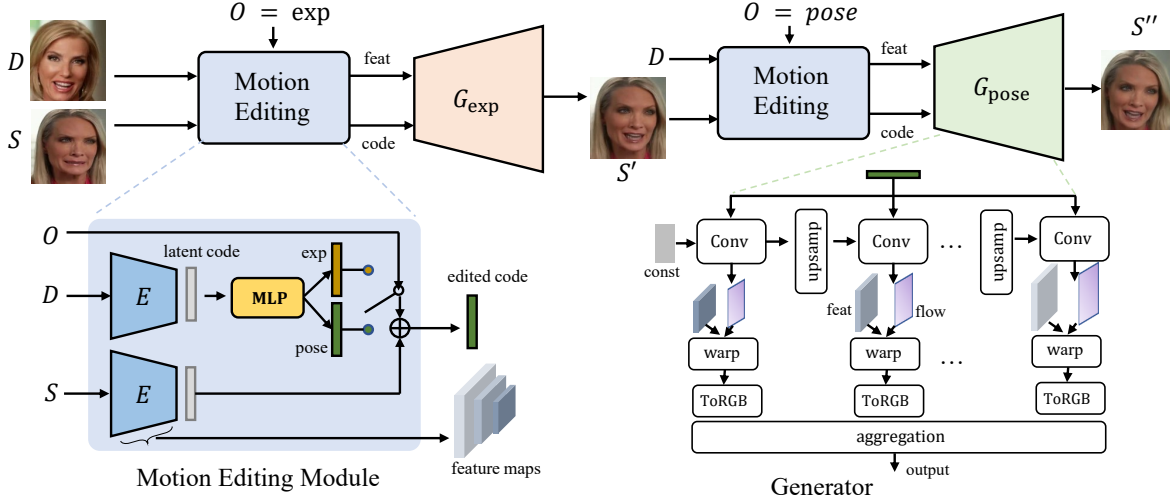 O = exp
O = pose
S″
D
S
Motion
Editing
feat
code
G_exp
S′
D
Motion
Editing
feat
code
G_pose
O
D
S
latent code
E
E
MLP
exp
pose
edited code
feature maps
Motion Editing Module
const
Conv
upsamp
Conv
...
upsamp
Conv
feat
flow
warp
warp
...
warp
ToRGB
ToRGB
ToRGB
aggregation
output
Generator